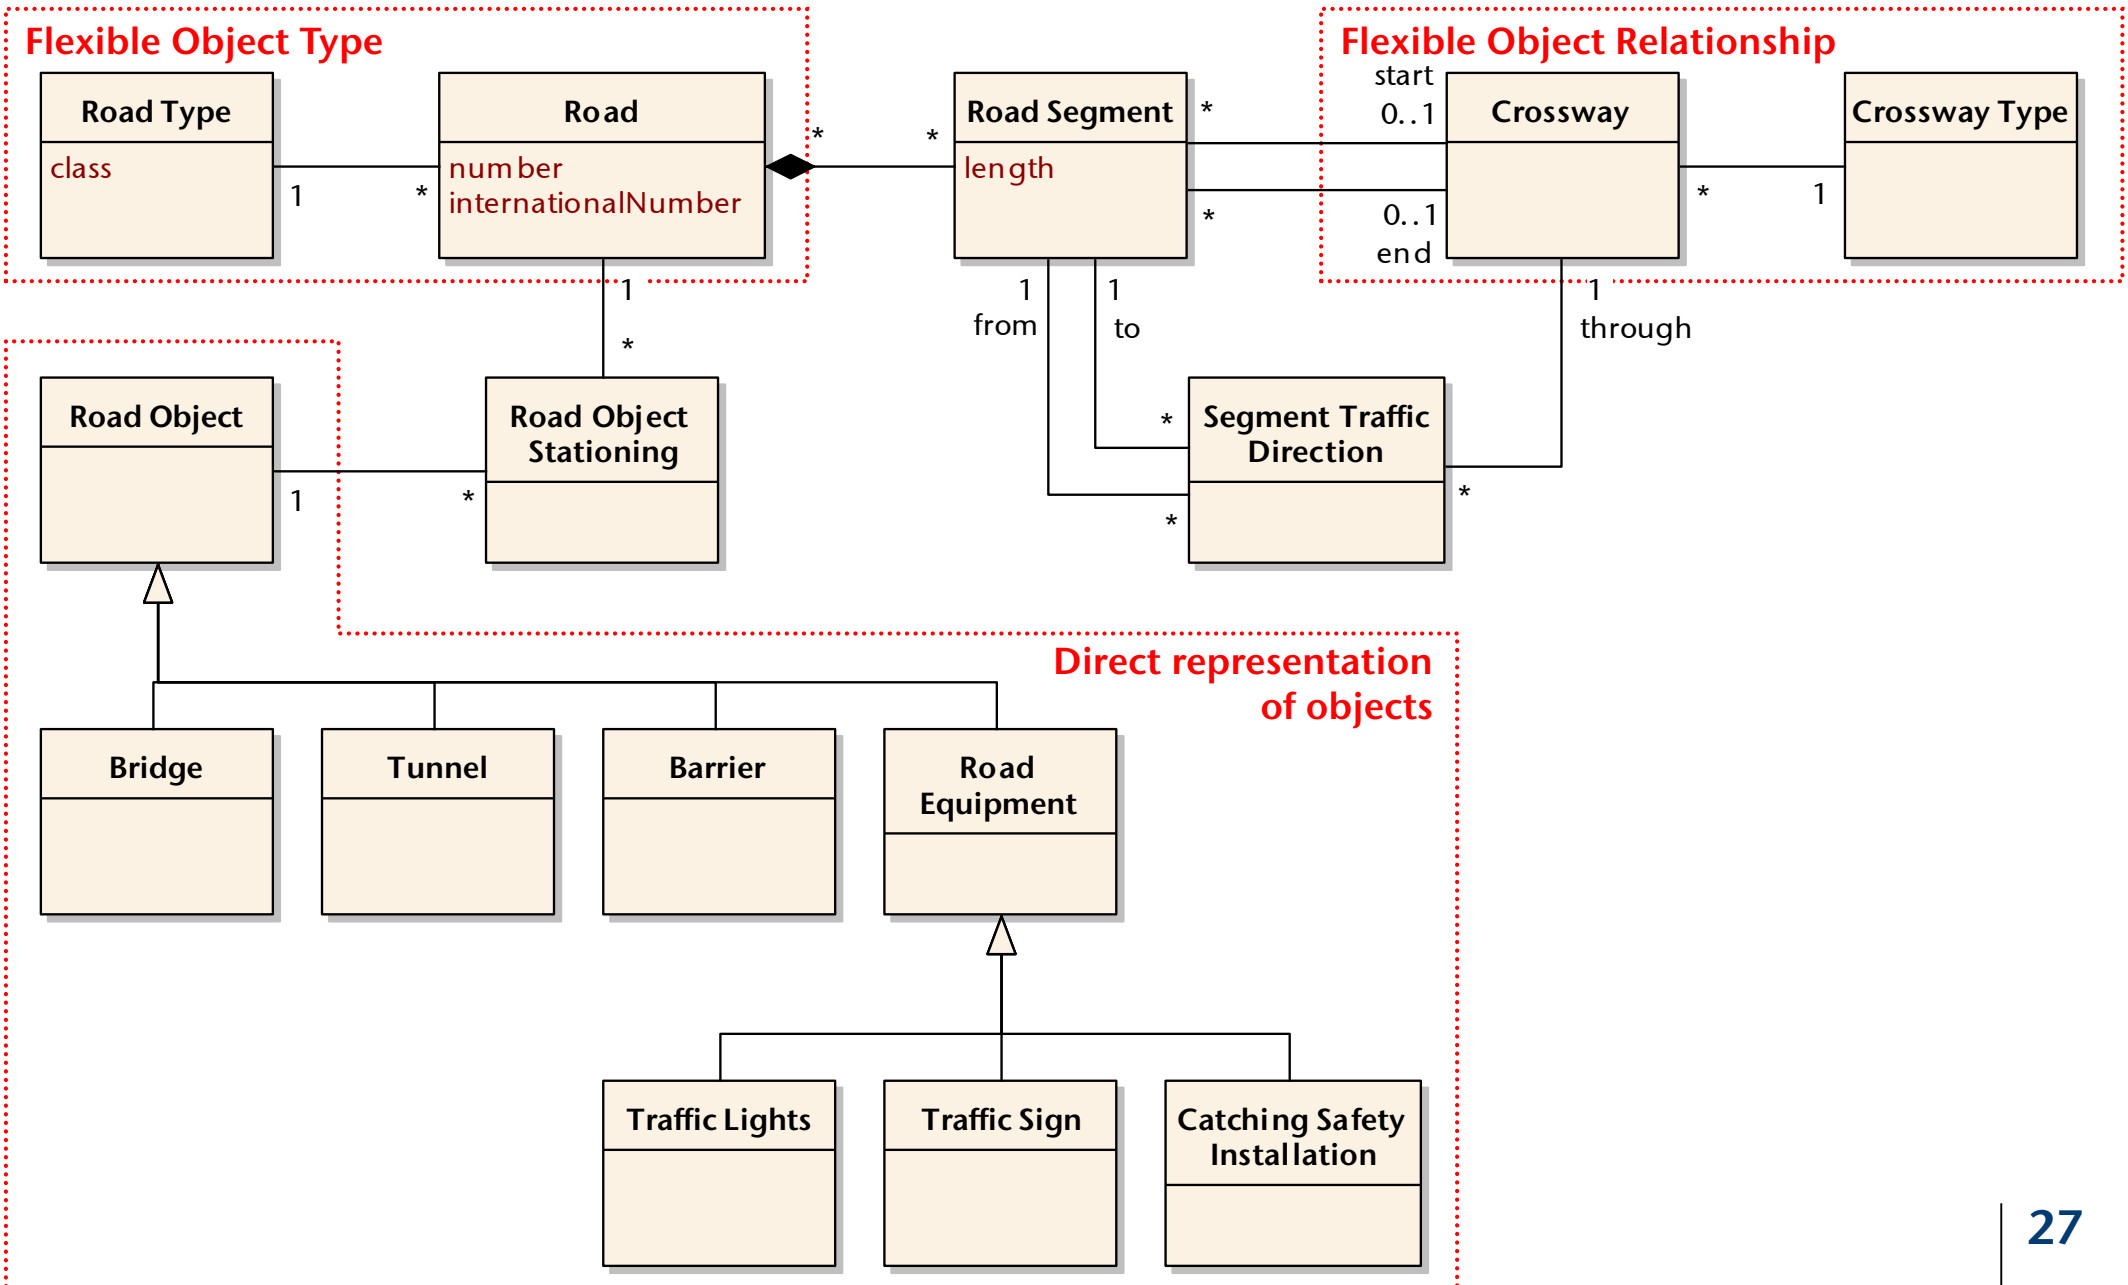 Flexible Object Type
Flexible Object Relationship
Road Type
class
1
*
Road
number
internationalNumber
*
*
Road Segment
length
*
*
start
0..1
0..1
end
Crossway
*
1
Crossway Type
1
*
1
from
1
to
1
through
Road Object
1
*
Road Object
Stationing
*
*
Segment Traffic
Direction
*
Direct representation
of objects
Bridge
Tunnel
Barrier
Road
Equipment
Traffic Lights
Traffic Sign
Catching Safety
Installation
27